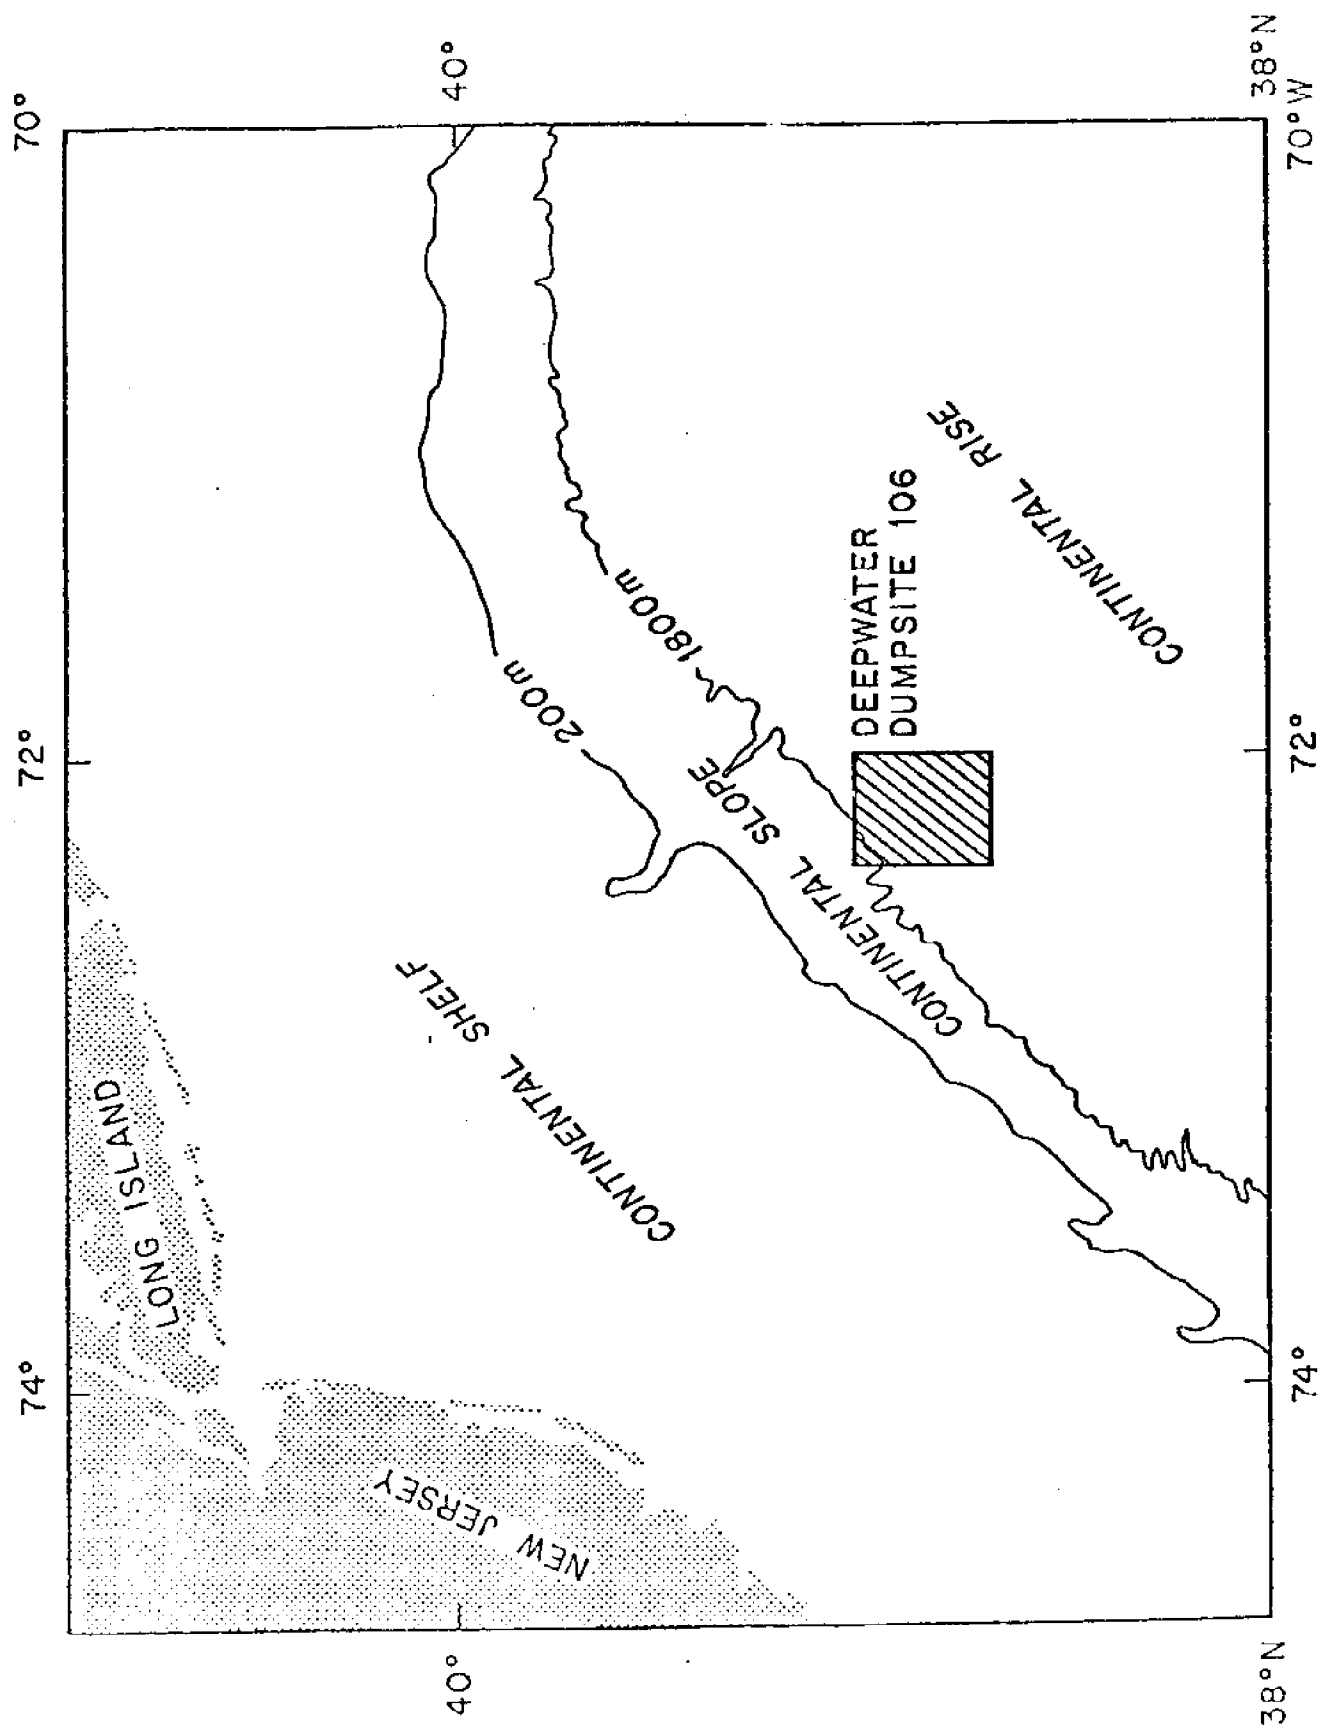 74°
72°
70°
LONG ISLAND
NEW JERSEY
40°
40°
CONTINENTAL SHELF
200m
1800m
CONTINENTAL SLOPE
DEEPWATER
DUMPSITE 106
CONTINENTAL RISE
38°N
38°N
74°
72°
70°W